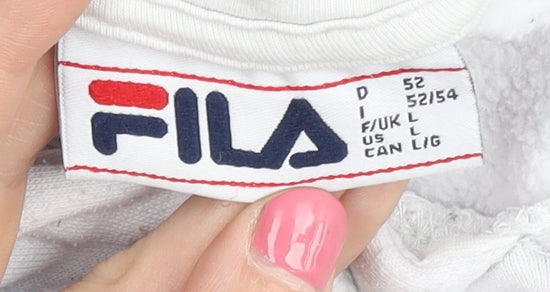 FILA
D 52
I 52/54
F/UK L
US L
CAN L/G